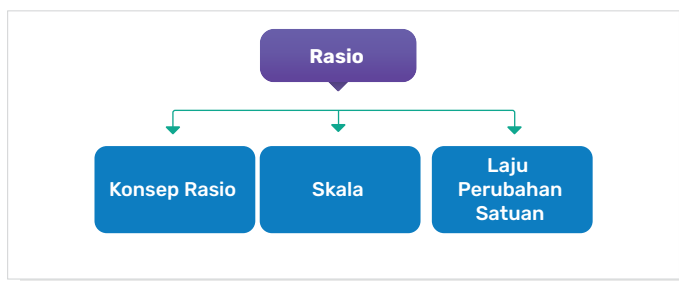 Rasio
Konsep Rasio
Skala
Laju
Perubahan
Satuan